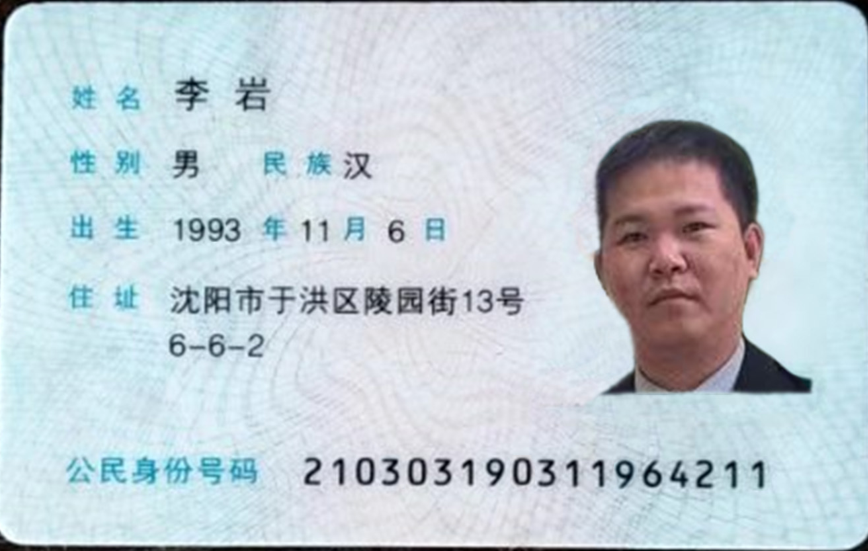 姓名 李岩
性别 男 民族 汉
出生 1993 年 11 月 6 日
住址 沈阳市于洪区陵园街13号
6-6-2
公民身份号码 210303190311964211